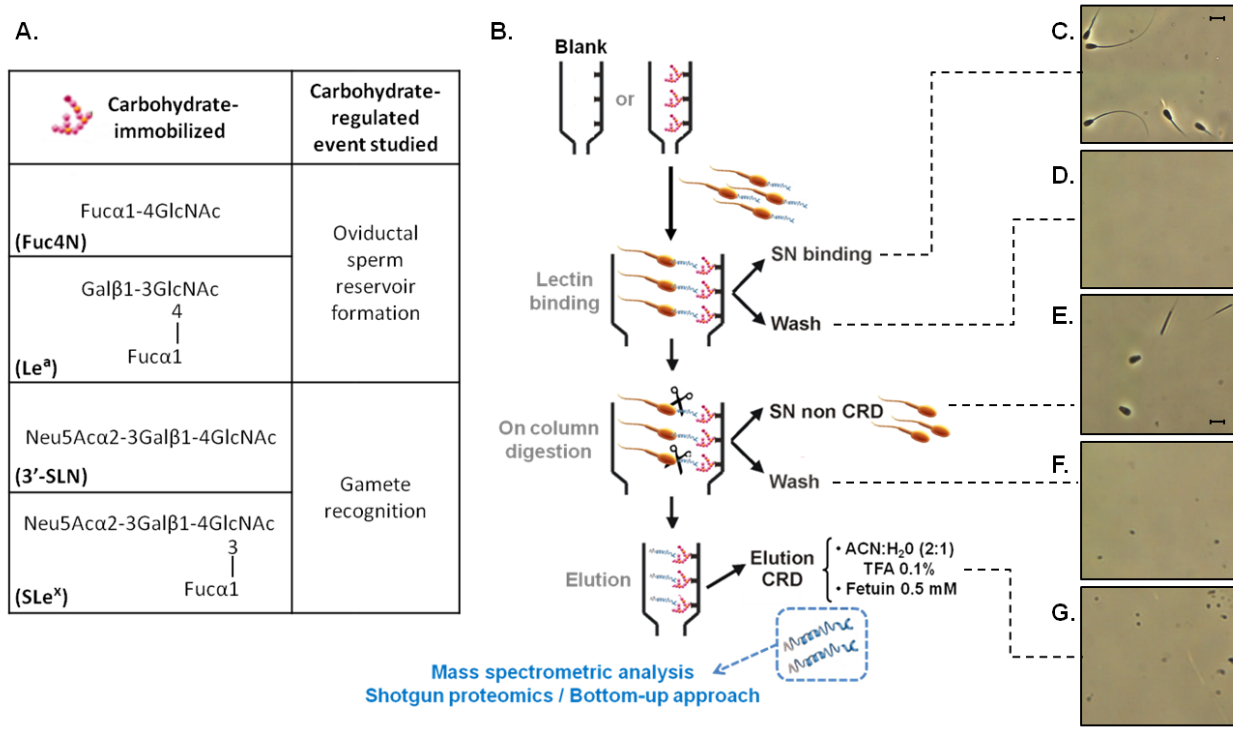 A.
Carbohydrate-
immobilized
Carbohydrate-
regulated
event studied
Fucα1-4GlcNAc
(Fuc4N)
Galβ1-3GlcNAc
4
Fucα1
(Leᵃ)
Oviductal
sperm
reservoir
formation
Neu5Acα2-3Galβ1-4GlcNAc
(3’-SLN)
Neu5Acα2-3Galβ1-4GlcNAc
3
Fucα1
(SLeˣ)
Gamete
recognition
B.
Blank
or
Lectin
binding
SN binding
Wash
On column
digestion
SN non CRD
Wash
Elution
Elution
CRD
• ACN:H₂0 (2:1)
TFA 0.1%
• Fetuin 0.5 mM
Mass spectrometric analysis
Shotgun proteomics / Bottom-up approach
C.
D.
E.
F.
G.